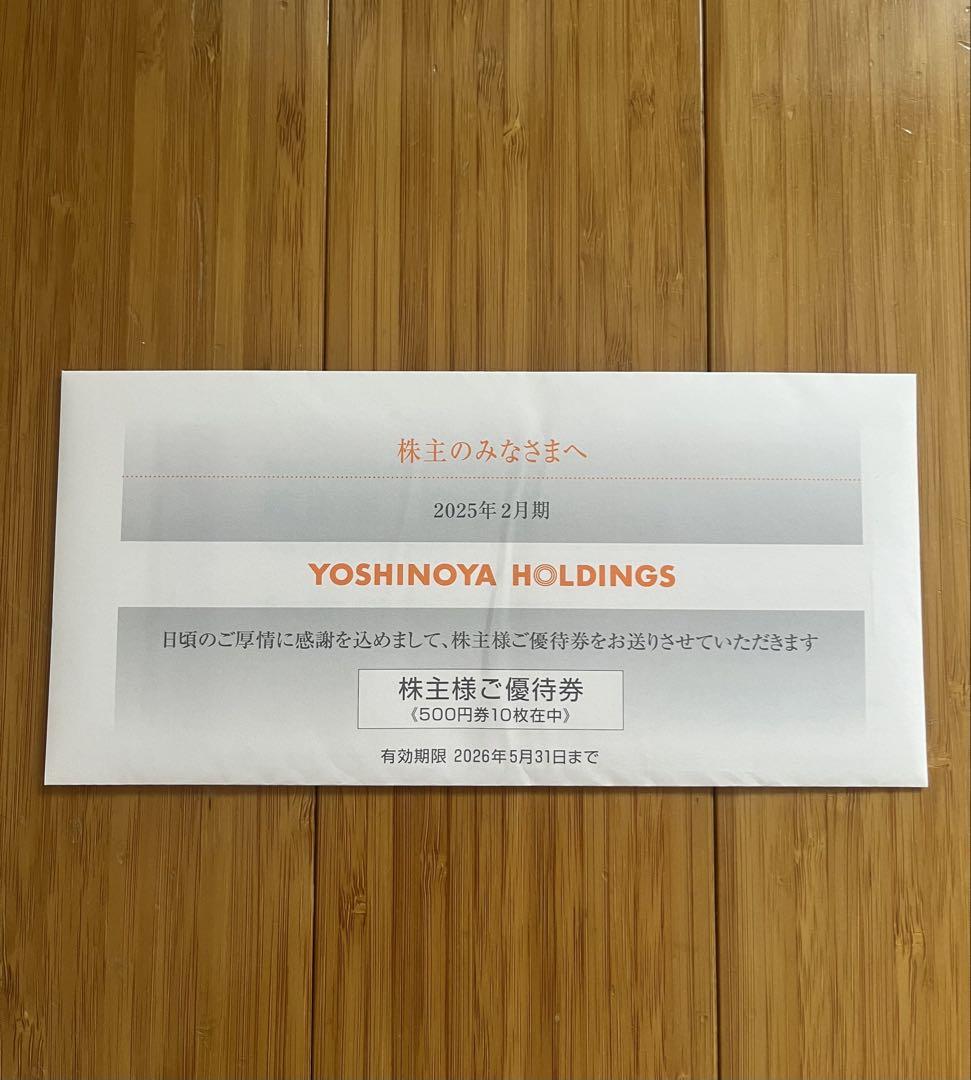 株主のみなさまへ
2025年2月期
YOSHINOYA HOLDINGS
日頃のご厚情に感謝を込めまして、株主様ご優待券をお送りさせていただきます
株主様ご優待券
《500円券10枚在中》
有効期限 2026年5月31日まで